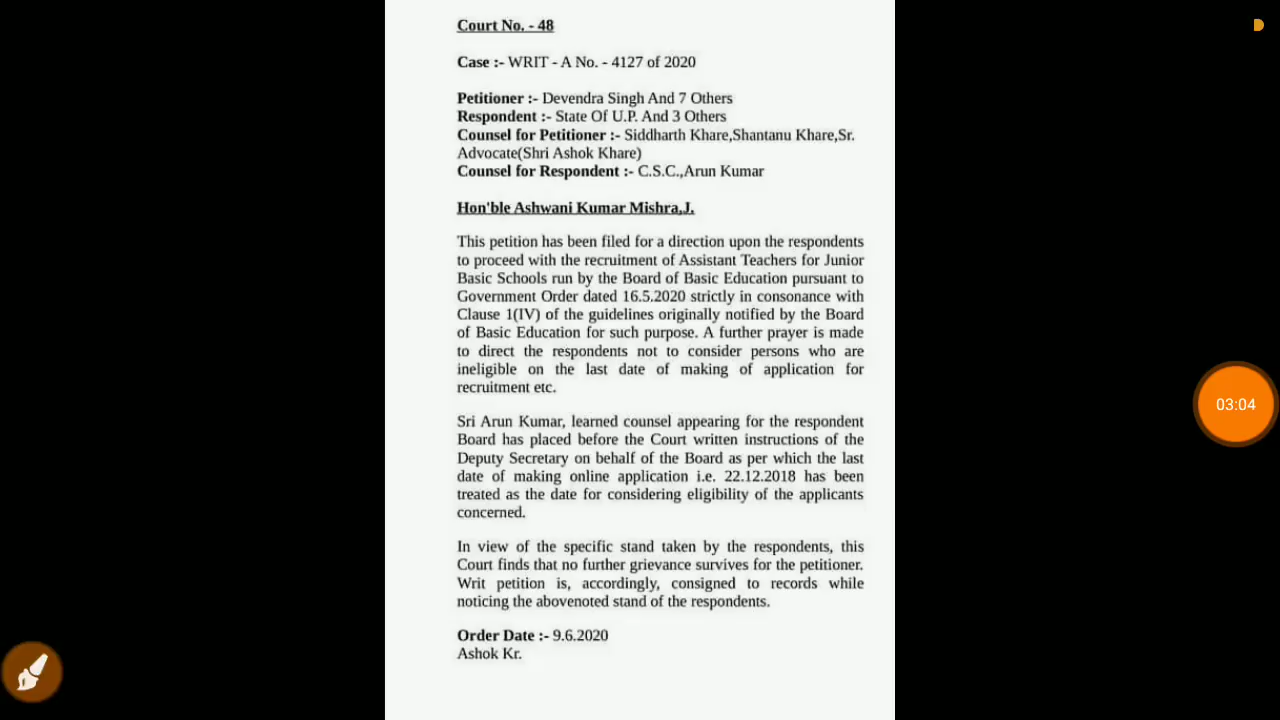 Court No. - 48
Case :- WRIT - A No. - 4127 of 2020
Petitioner :- Devendra Singh And 7 Others
Respondent :- State Of U.P. And 3 Others
Counsel for Petitioner :- Siddharth Khare,Shantanu Khare,Sr.
Advocate(Shri Ashok Khare)
Counsel for Respondent :- C.S.C.,Arun Kumar
Hon'ble Ashwani Kumar Mishra,J.
This petition has been filed for a direction upon the respondents
to proceed with the recruitment of Assistant Teachers for Junior
Basic Schools run by the Board of Basic Education pursuant to
Government Order dated 16.5.2020 strictly in consonance with
Clause 1(IV) of the guidelines originally notified by the Board
of Basic Education for such purpose. A further prayer is made
to direct the respondents not to consider persons who are
ineligible on the last date of making of application for
recruitment etc.
Sri Arun Kumar, learned counsel appearing for the respondent
Board has placed before the Court written instructions of the
Deputy Secretary on behalf of the Board as per which the last
date of making online application i.e. 22.12.2018 has been
treated as the date for considering eligibility of the applicants
concerned.
In view of the specific stand taken by the respondents, this
Court finds that no further grievance survives for the petitioner.
Writ petition is, accordingly, consigned to records while
noticing the abovenoted stand of the respondents.
Order Date :- 9.6.2020
Ashok Kr.
03:04